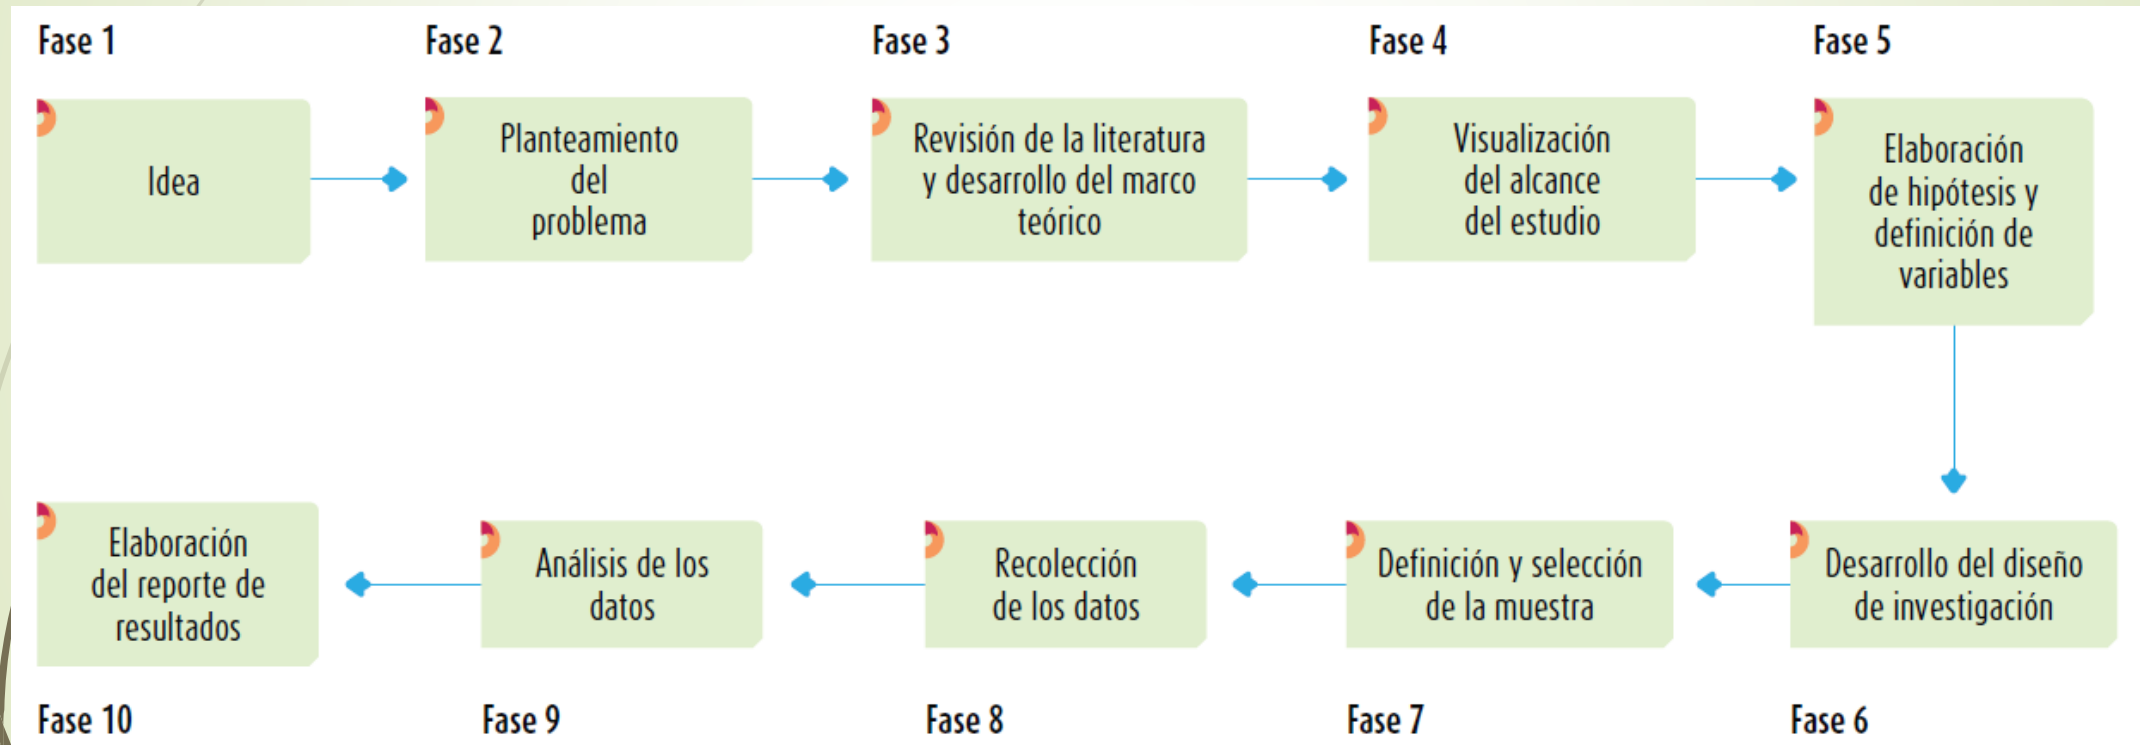 Fase 1
Fase 2
Fase 3
Fase 4
Fase 5
Idea
Planteamiento
del
problema
Revisión de la literatura
y desarrollo del marco
teórico
Visualización
del alcance
del estudio
Elaboración
de hipótesis y
definición de
variables
Desarrollo del diseño
de investigación
Definición y selección
de la muestra
Recolección
de los datos
Análisis de los
datos
Elaboración
del reporte de
resultados
Fase 6
Fase 7
Fase 8
Fase 9
Fase 10